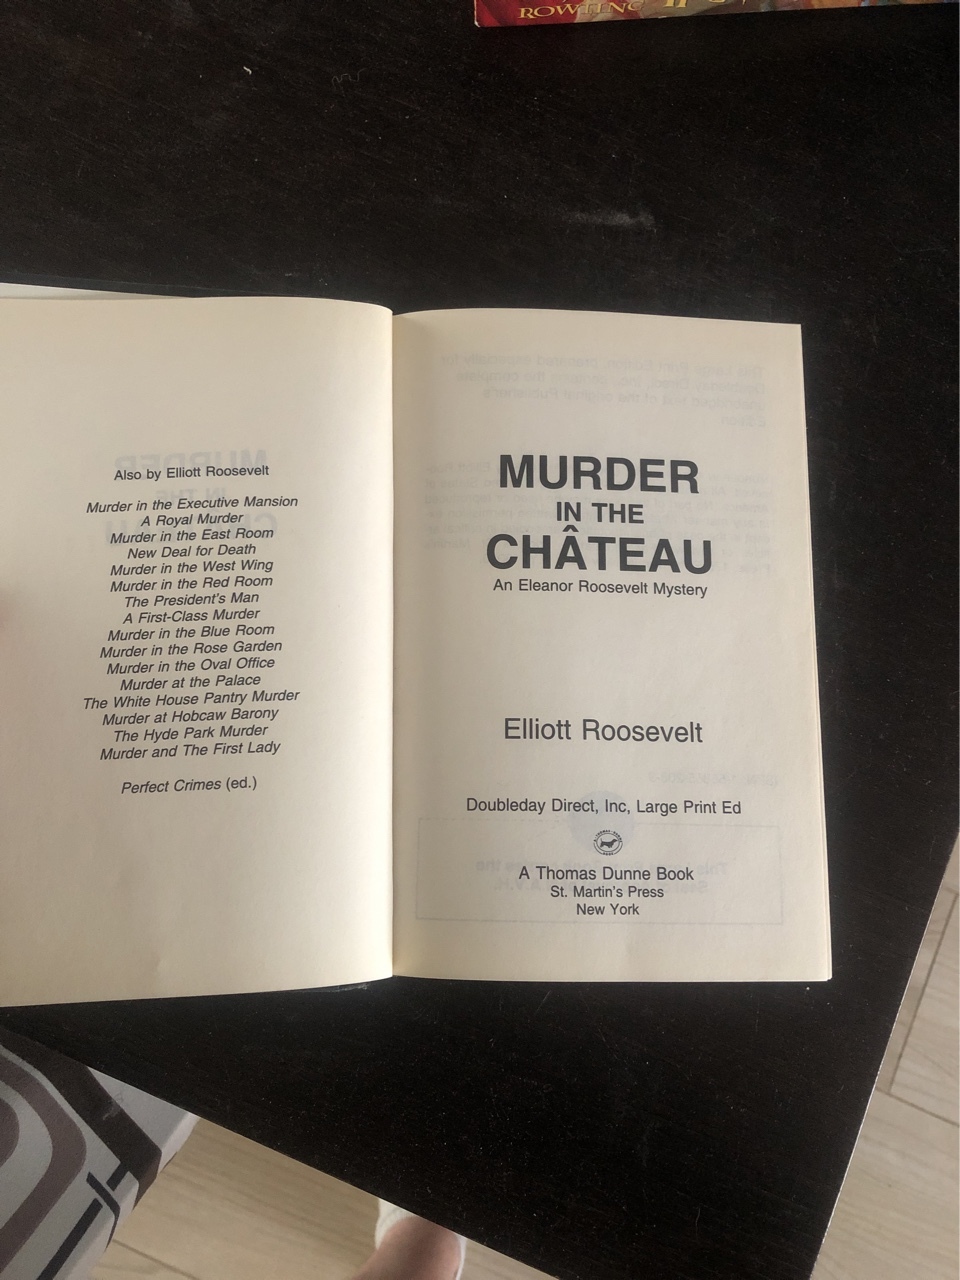 ROWLING
Also by Elliott Roosevelt
Murder in the Executive Mansion
A Royal Murder
Murder in the East Room
New Deal for Death
Murder in the West Wing
Murder in the Red Room
The President's Man
A First-Class Murder
Murder in the Blue Room
Murder in the Rose Garden
Murder in the Oval Office
Murder at the Palace
The White House Pantry Murder
Murder at Hobcaw Barony
The Hyde Park Murder
Murder and The First Lady
Perfect Crimes (ed.)
MURDER
IN THE
CHÂTEAU
An Eleanor Roosevelt Mystery
Elliott Roosevelt
Doubleday Direct, Inc, Large Print Ed
A Thomas Dunne Book
St. Martin's Press
New York